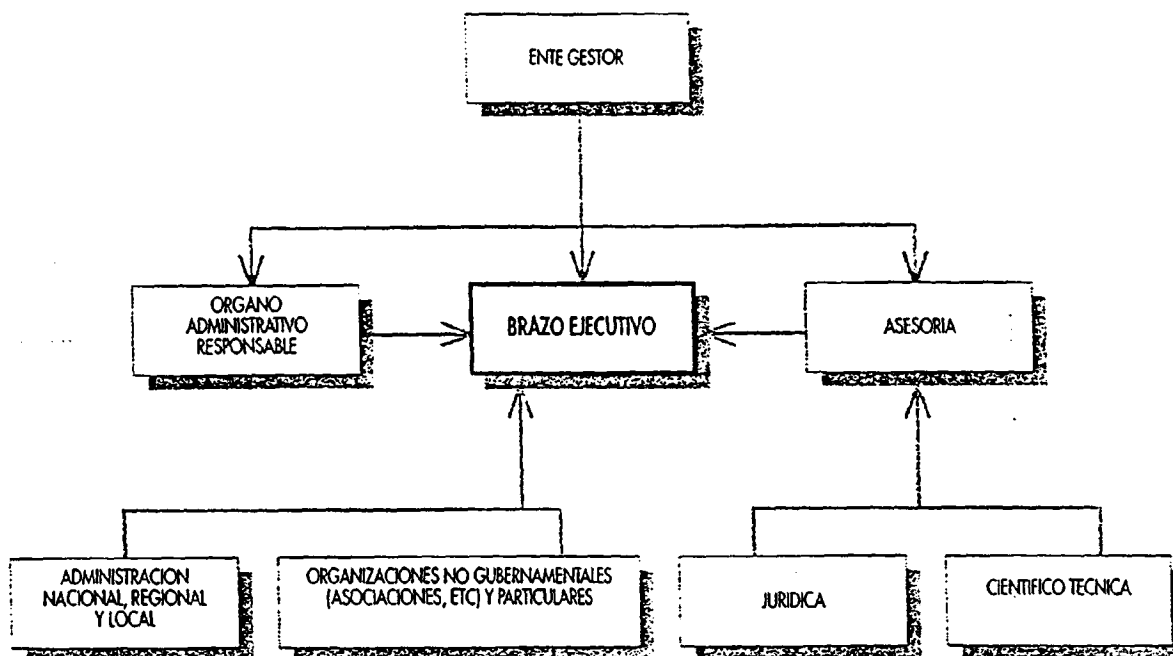 ENTE GESTOR
ORGANO
ADMINISTRATIVO
RESPONSABLE
BRAZO EJECUTIVO
ASESORIA
ADMINISTRACION
NACIONAL, REGIONAL
Y LOCAL
ORGANIZACIONES NO GUBERNAMENTALES
(ASOCIACIONES, ETC) Y PARTICULARES
JURIDICA
CIENTIFICO TECNICA